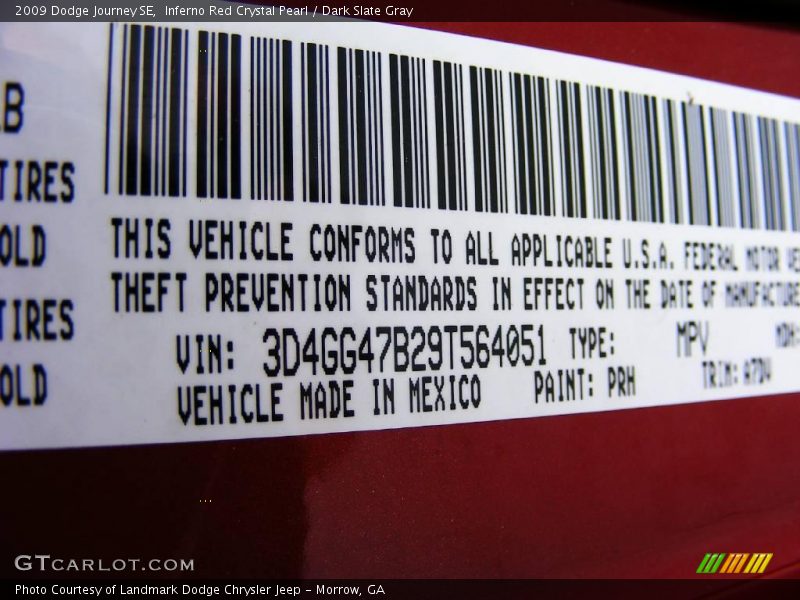 2009 Dodge Journey SE, Inferno Red Crystal Pearl / Dark Slate Gray
B
TIRES
OLD
TIRES
OLD
THIS VEHICLE CONFORMS TO ALL APPLICABLE U.S.A. FEDERAL MOTOR VE
THEFT PREVENTION STANDARDS IN EFFECT ON THE DATE OF MANUFACTURE
VIN: 3D4GG47B29T564051 TYPE: MPV MDH:
VEHICLE MADE IN MEXICO PAINT: PRH TRIM: A7DV
GTCARLOT.COM
Photo Courtesy of Landmark Dodge Chrysler Jeep - Morrow, GA